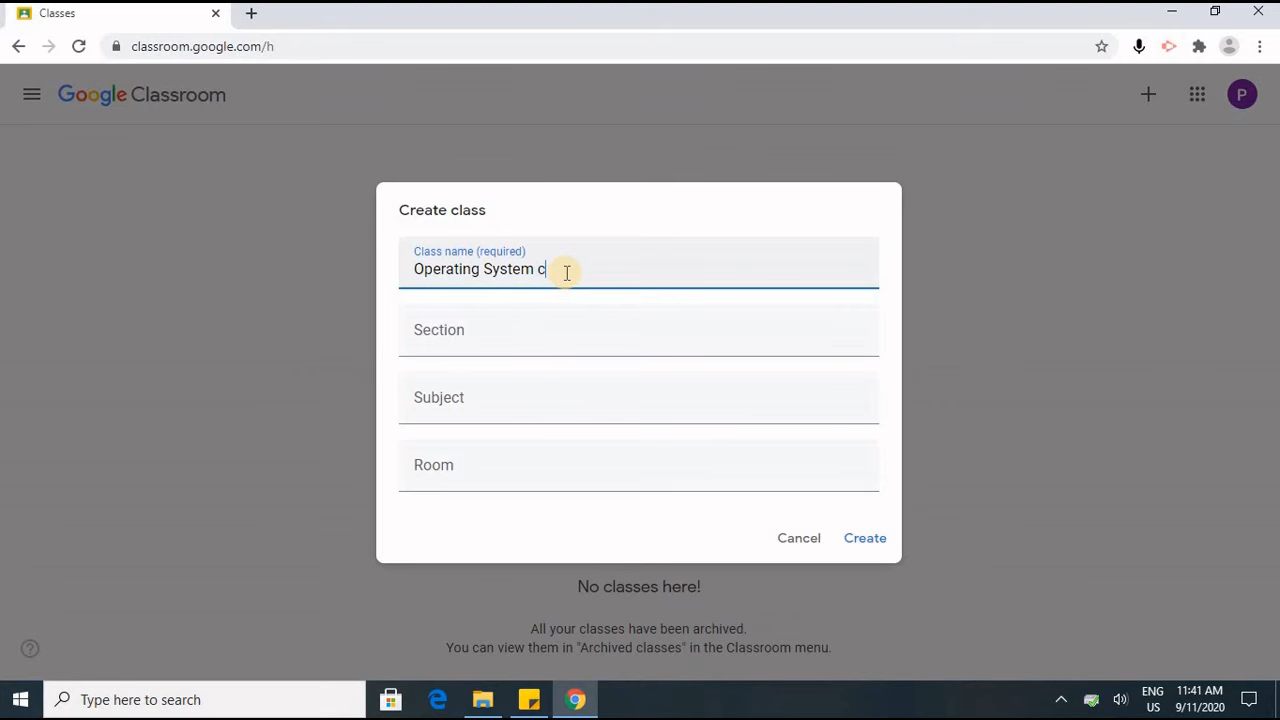 Classes
classroom.google.com/h
Google Classroom
P
Create class
Class name (required)
Operating System c
Section
Subject
Room
Cancel
Create
No classes here!
All your classes have been archived.
You can view them in "Archived classes" in the Classroom menu.
Type here to search
ENG
US
11:41 AM
9/11/2020